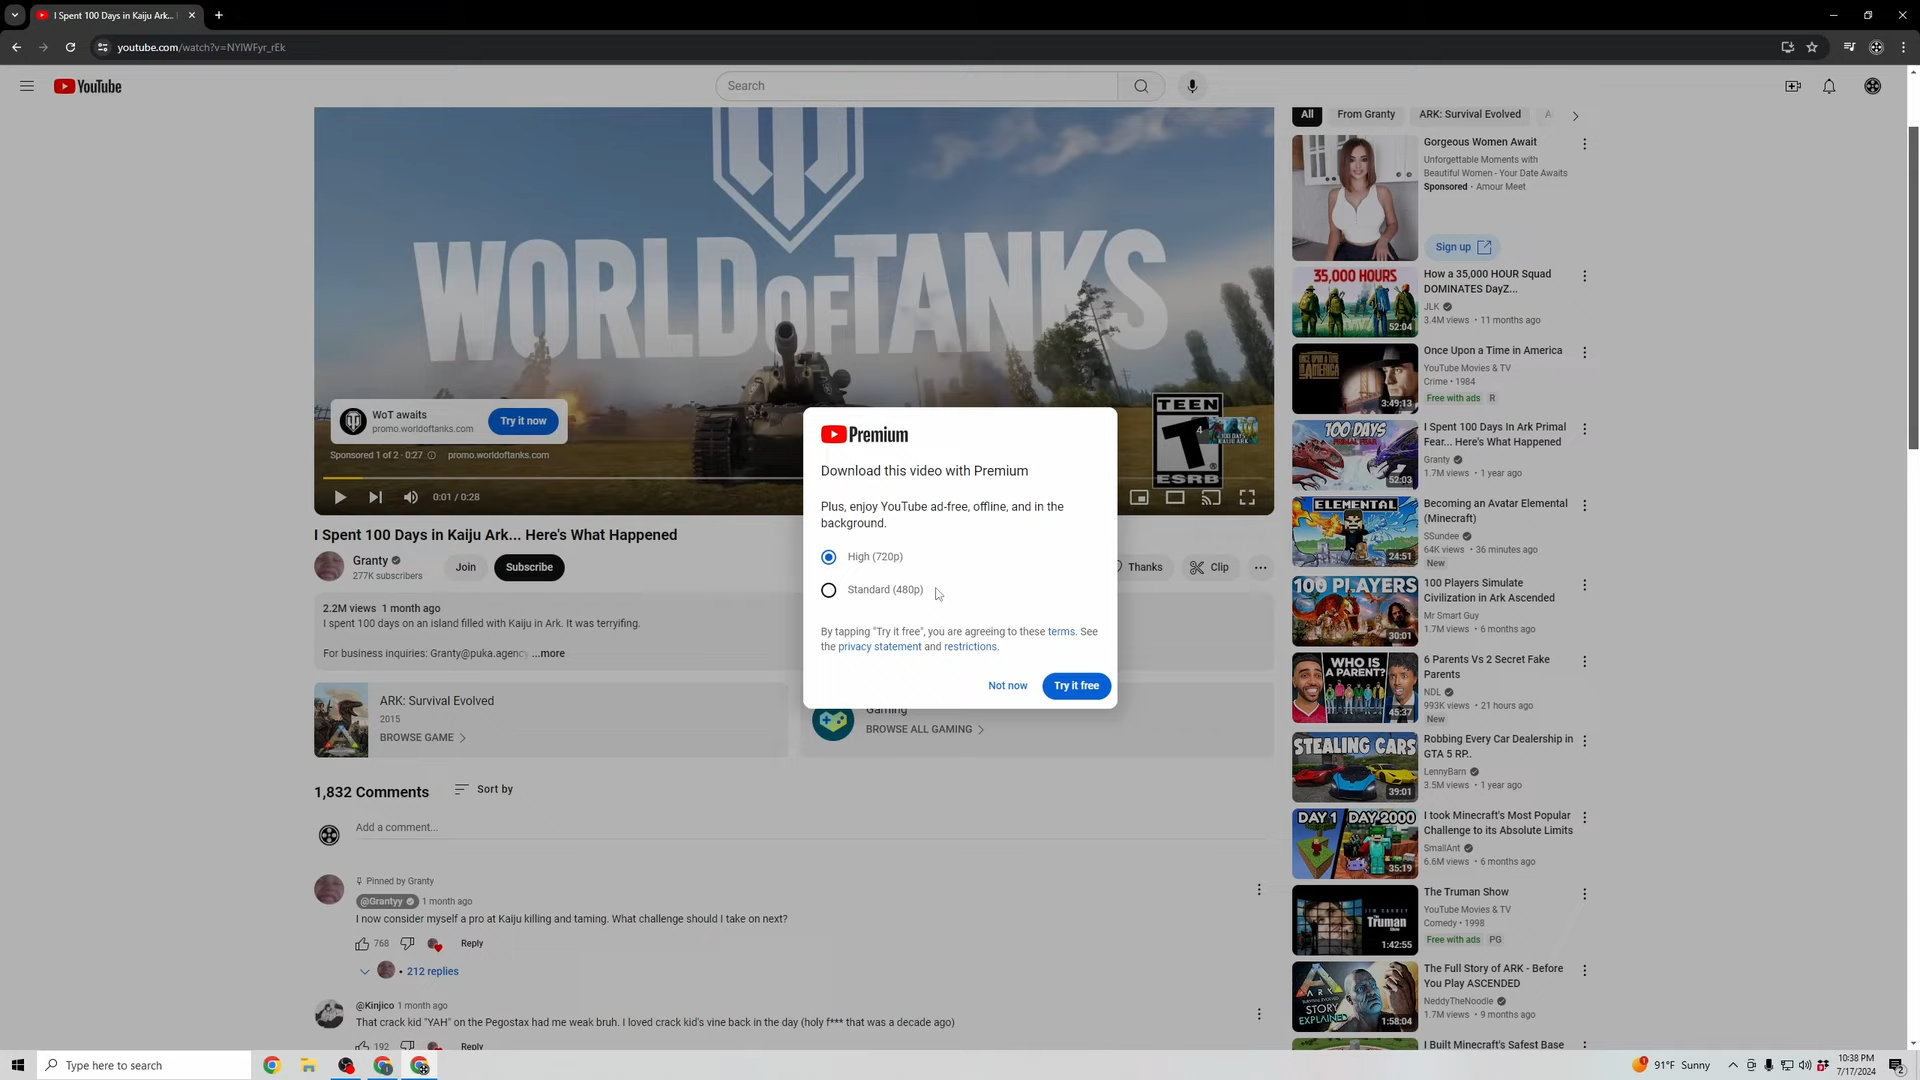 I Spent 100 Days in Kaiju Ark...
youtube.com/watch?v=NYIWFyr_rEk
YouTube
Search
WORLD OF TANKS
WoT awaits
promo.worldoftanks.com
Try it now
Sponsored 1 of 2 · 0:27
promo.worldoftanks.com
TEEN
T
ESRB
4
0:01 / 0:28
I Spent 100 Days in Kaiju Ark... Here's What Happened
Granty
277K subscribers
Join
Subscribe
Thanks
Clip
2.2M views 1 month ago
I spent 100 days on an island filled with Kaiju in Ark. It was terryifing.
For business inquiries: Granty@puka.agency ...more
ARK: Survival Evolved
2015
BROWSE GAME
Gaming
BROWSE ALL GAMING
1,832 Comments
Sort by
Add a comment...
Pinned by Granty
@Grantyy 1 month ago
I now consider myself a pro at Kaiju killing and taming. What challenge should I take on next?
768
Reply
• 212 replies
@Kinjico 1 month ago
That crack kid "YAH" on the Pegostax had me weak bruh. I loved crack kid's vine back in the day (holy f*** that was a decade ago)
192
Reply
Premium
Download this video with Premium
Plus, enjoy YouTube ad-free, offline, and in the
background.
High (720p)
Standard (480p)
By tapping "Try it free", you are agreeing to these terms. See
the privacy statement and restrictions.
Not now
Try it free
All
From Granty
ARK: Survival Evolved
Gorgeous Women Await
Unforgettable Moments with
Beautiful Women - Your Date Awaits
Sponsored • Amour Meet
Sign up
35,000 HOURS
52:04
How a 35,000 HOUR Squad
DOMINATES DayZ...
JLK
3.4M views • 11 months ago
3:49:13
Once Upon a Time in America
YouTube Movies & TV
Crime • 1984
Free with ads
R
100 DAYS
PRIMAL FEAR
52:03
I Spent 100 Days In Ark Primal
Fear... Here's What Happened
Granty
1.7M views • 1 year ago
ELEMENTAL
24:51
Becoming an Avatar Elemental
(Minecraft)
SSundee
64K views • 36 minutes ago
New
100 PLAYERS
30:01
100 Players Simulate
Civilization in Ark Ascended
Mr Smart Guy
1.7M views • 6 months ago
WHO IS
A PARENT?
45:37
6 Parents Vs 2 Secret Fake
Parents
NDL
993K views • 21 hours ago
New
STEALING CARS
39:01
Robbing Every Car Dealership in
GTA 5 RP..
LennyBarn
3.5M views • 1 year ago
DAY 1 DAY 2000
35:19
I took Minecraft's Most Popular
Challenge to its Absolute Limits
SmallAnt
6.6M views • 6 months ago
Truman
1:42:55
The Truman Show
YouTube Movies & TV
Comedy • 1998
Free with ads
PG
ARK
STORY
EXPLAINED
1:58:04
The Full Story of ARK - Before
You Play ASCENDED
NeddyTheNoodle
1.7M views • 9 months ago
I Built Minecraft's Safest Base
Type here to search
91°F Sunny
10:38 PM
7/17/2024